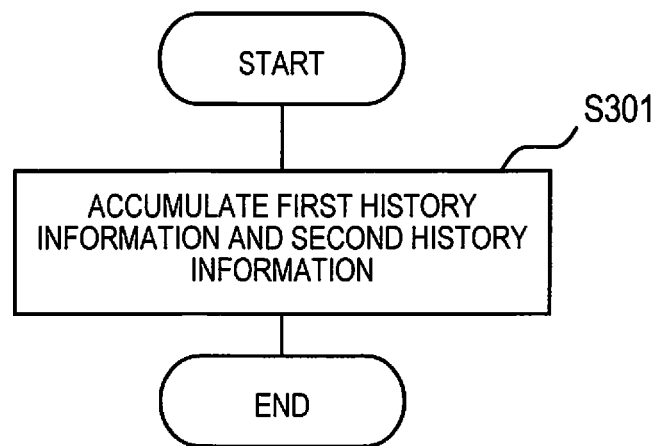 START
S301
ACCUMULATE FIRST HISTORY
INFORMATION AND SECOND HISTORY
INFORMATION
END